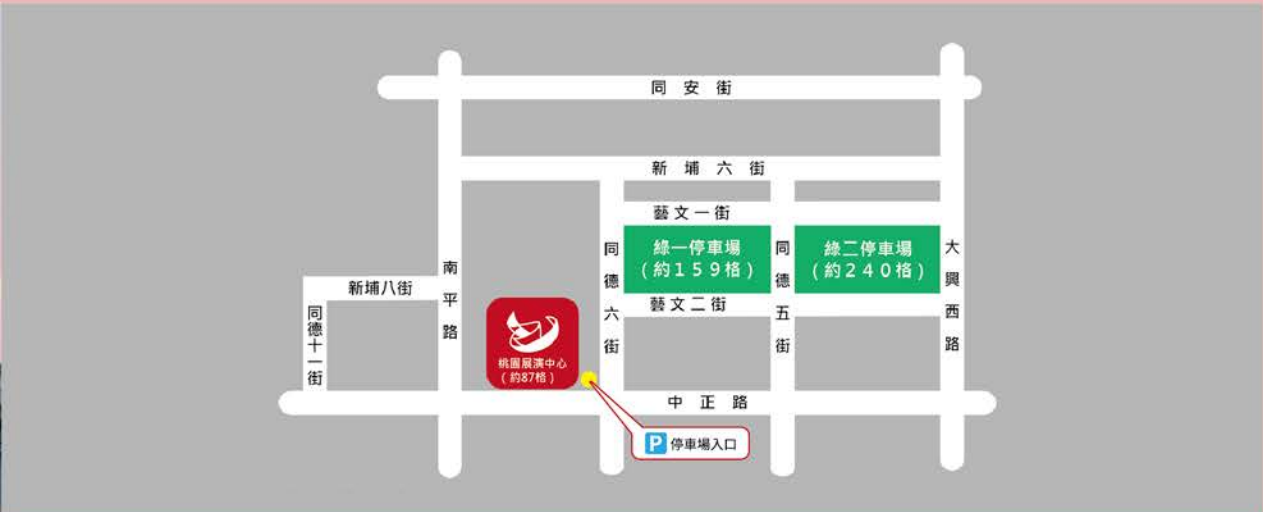 同安街
新埔六街
藝文一街
綠一停車場
(約159格)
綠二停車場
(約240格)
同德六街
同德五街
大興西路
南平路
新埔八街
同德十一街
藝文二街
桃園展演中心
(約87格)
中正路
P 停車場入口